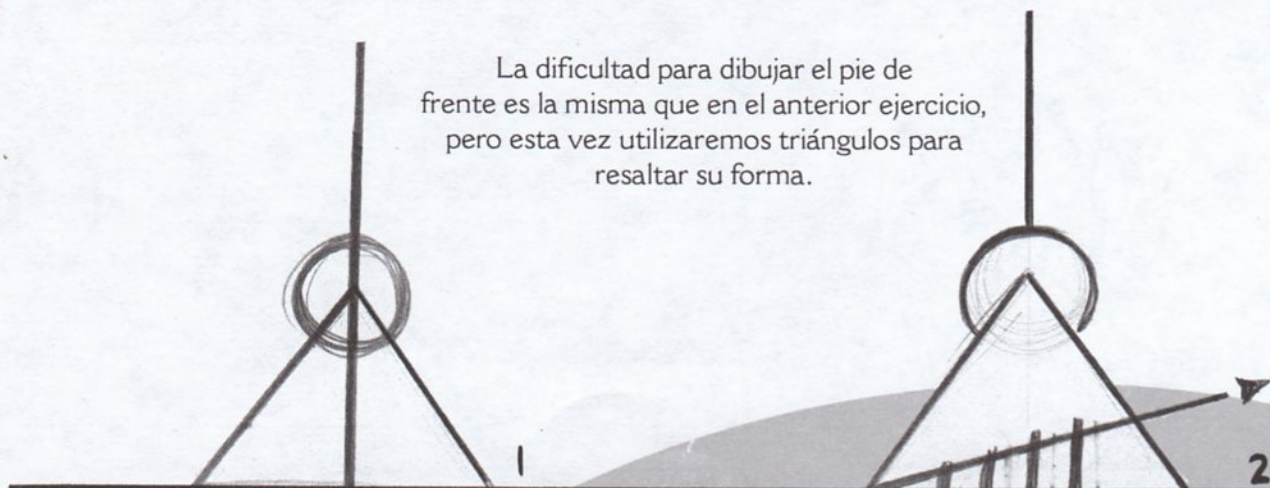 La dificultad para dibujar el pie de
frente es la misma que en el anterior ejercicio,
pero esta vez utilizaremos triángulos para
resaltar su forma.
1
2